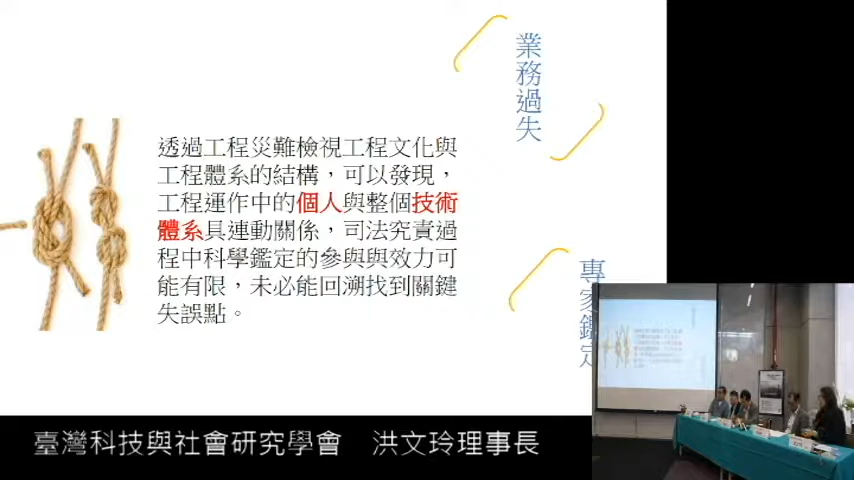 業務過失
透過工程災難檢視工程文化與
工程體系的結構，可以發現，
工程運作中的個人與整個技術
體系具連動關係，司法究責過
程中科學鑑定的參與與效力可
能有限，未必能回溯找到關鍵
失誤點。
專家鑑定
臺灣科技與社會研究學會 洪文玲理事長